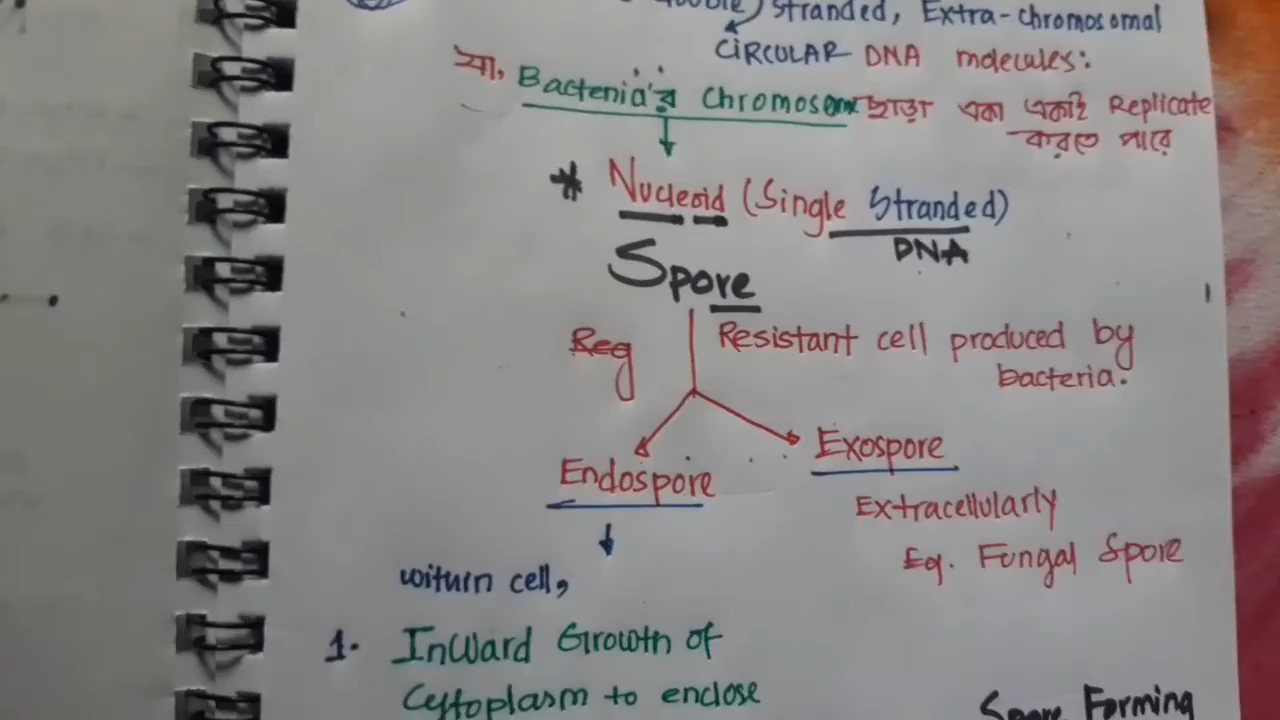 double) stranded, Extra-chromosomal
CIRCULAR DNA molecules:
যা, Bacteria'র Chromosome ছাড়া একা একাই Replicate
করতে পারে
* Nucleoid (Single Stranded)
DNA
Spore
Reg Resistant cell produced by
bacteria.
Endospore Exospore
Extracellularly
Eg. Fungal Spore
within cell,
1. Inward Growth of
Cytoplasm to enclose
Spore Forming